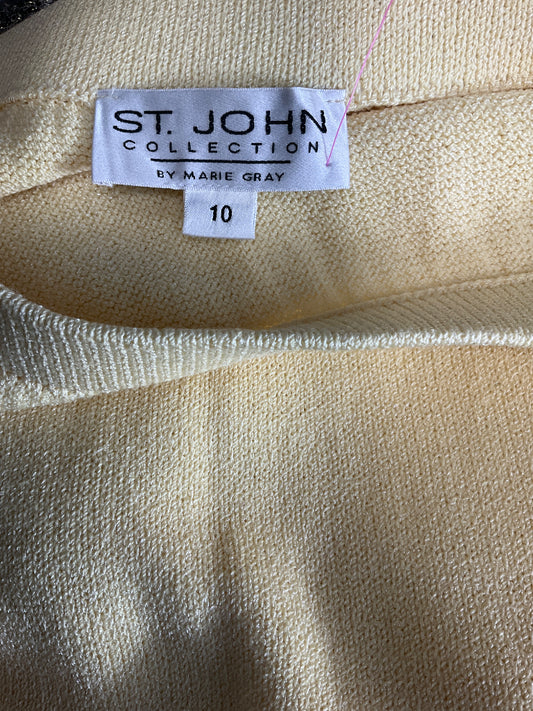 ST. JOHN
COLLECTION
BY MARIE GRAY
10